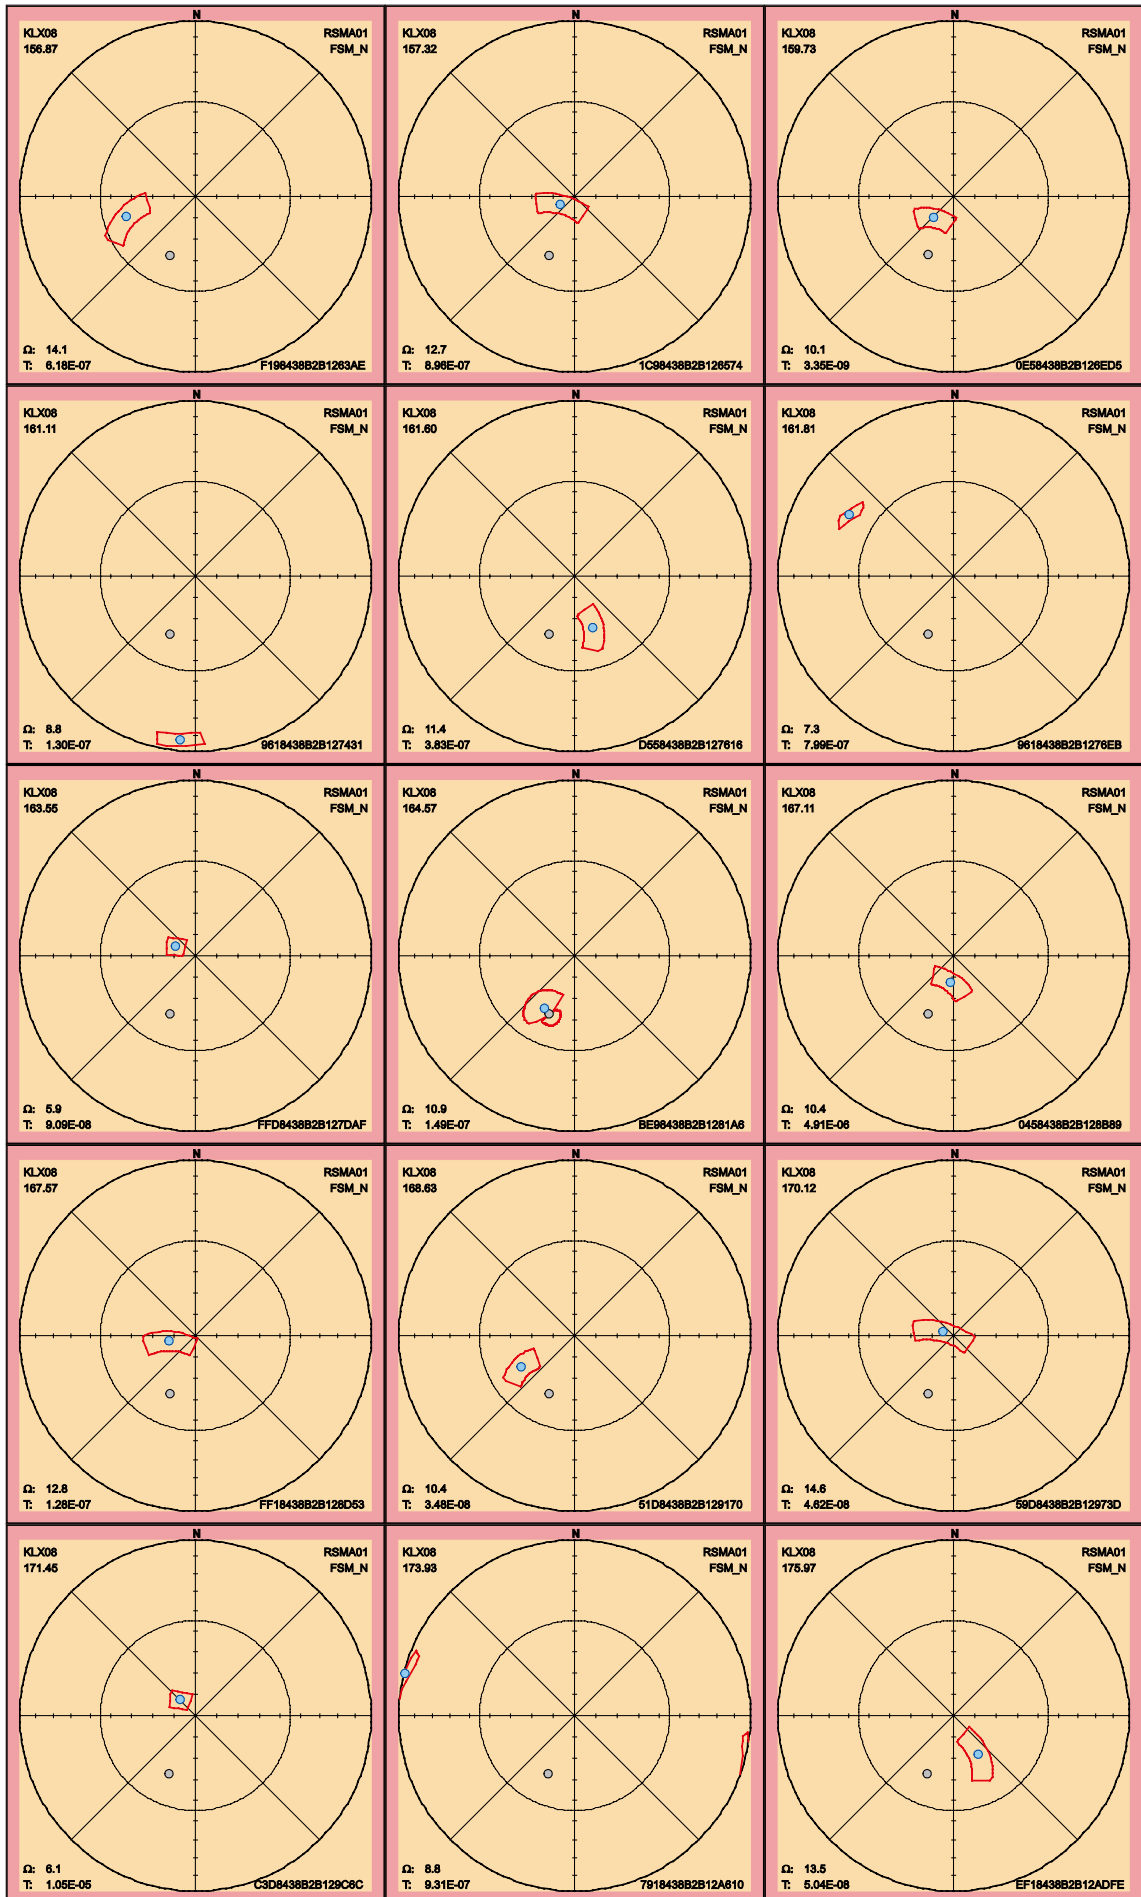 N
KLX08 RSMA01
156.87 FSM_N
Ω: 14.1
T: 6.18E-07 F198438B2B1263AE
N
KLX08 RSMA01
157.32 FSM_N
Ω: 12.7
T: 8.96E-07 1C98438B2B126574
N
KLX08 RSMA01
159.73 FSM_N
Ω: 10.1
T: 3.35E-09 0E58438B2B126ED5
N
KLX08 RSMA01
161.11 FSM_N
Ω: 8.8
T: 1.30E-07 9618438B2B127431
N
KLX08 RSMA01
161.60 FSM_N
Ω: 11.4
T: 3.83E-07 D558438B2B127616
N
KLX08 RSMA01
161.81 FSM_N
Ω: 7.3
T: 7.99E-07 9618438B2B1276EB
N
KLX08 RSMA01
163.55 FSM_N
Ω: 5.9
T: 9.09E-08 FFD8438B2B127DAF
N
KLX08 RSMA01
164.57 FSM_N
Ω: 10.9
T: 1.49E-07 BE98438B2B1281A6
N
KLX08 RSMA01
167.11 FSM_N
Ω: 10.4
T: 4.91E-06 0458438B2B128B89
N
KLX08 RSMA01
167.57 FSM_N
Ω: 12.8
T: 1.28E-07 FF18438B2B128D53
N
KLX08 RSMA01
168.63 FSM_N
Ω: 10.4
T: 3.48E-08 51D8438B2B129170
N
KLX08 RSMA01
170.12 FSM_N
Ω: 14.6
T: 4.62E-08 59D8438B2B12973D
N
KLX08 RSMA01
171.45 FSM_N
Ω: 6.1
T: 1.05E-05 C3D8438B2B129C6C
N
KLX08 RSMA01
173.93 FSM_N
Ω: 8.8
T: 9.31E-07 7918438B2B12A610
N
KLX08 RSMA01
175.97 FSM_N
Ω: 13.5
T: 5.04E-08 EF18438B2B12ADFE